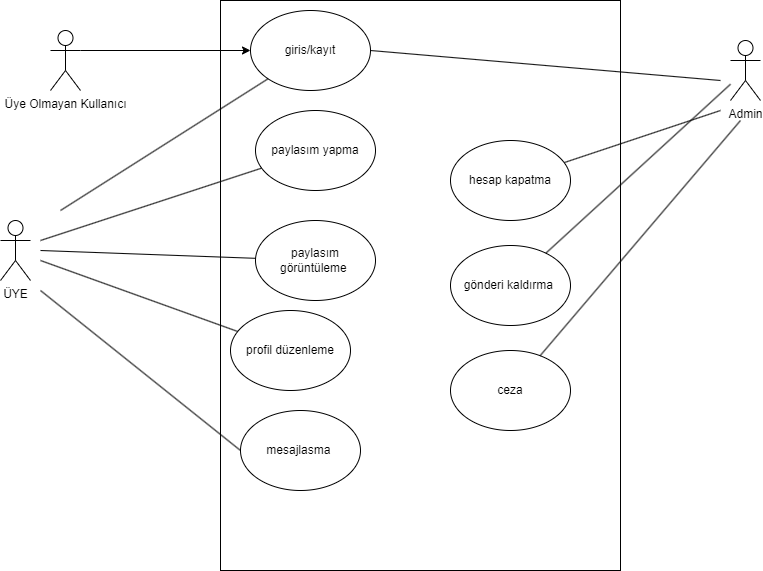 giris/kayıt
Üye Olmayan Kullanıcı
Admin
paylasım yapma
hesap kapatma
paylasım
görüntüleme
gönderi kaldırma
ÜYE
profil düzenleme
ceza
mesajlasma